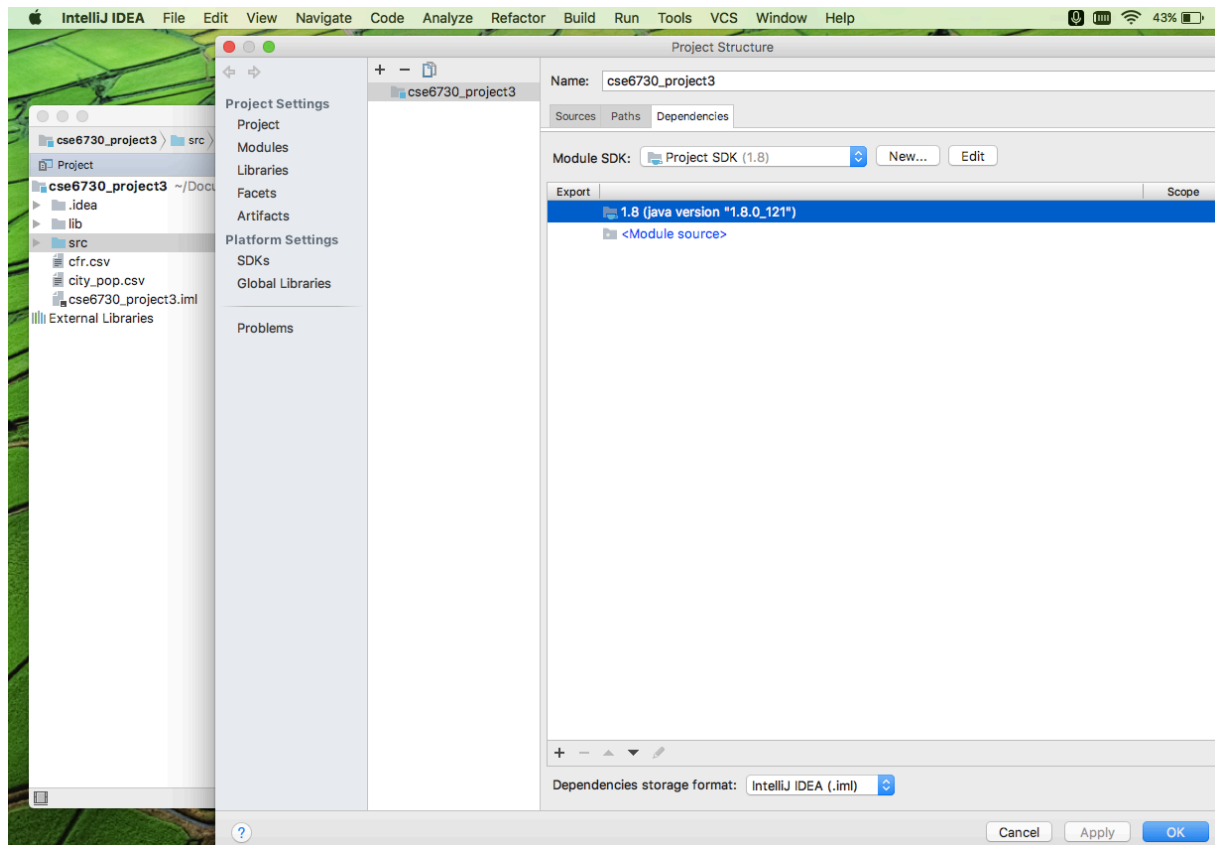 IntelliJ IDEA File Edit View Navigate Code Analyze Refactor Build Run Tools VCS Window Help 43%
Project Structure
cse6730_project3 src
Project
cse6730_project3 ~/Docu
.idea
lib
src
cfr.csv
city_pop.csv
cse6730_project3.iml
External Libraries
Project Settings
Project
Modules
Libraries
Facets
Artifacts
Platform Settings
SDKs
Global Libraries
Problems
cse6730_project3
Name: cse6730_project3
Sources Paths Dependencies
Module SDK: Project SDK (1.8) New... Edit
Export Scope
1.8 (java version "1.8.0_121")
<Module source>
Dependencies storage format: IntelliJ IDEA (.iml)
? Cancel Apply OK